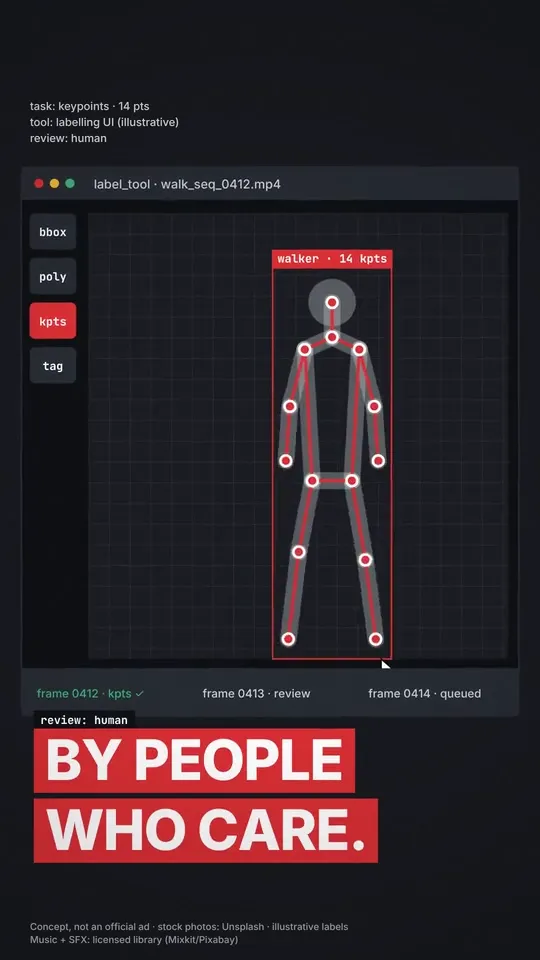 task: keypoints · 14 pts
tool: labelling UI (illustrative)
review: human
label_tool · walk_seq_0412.mp4
bbox
poly
kpts
tag
walker · 14 kpts
frame 0412 · kpts ✓
frame 0413 · review
frame 0414 · queued
review: human
BY PEOPLE
WHO CARE.
Concept, not an official ad · stock photos: Unsplash · illustrative labels
Music + SFX: licensed library (Mixkit/Pixabay)